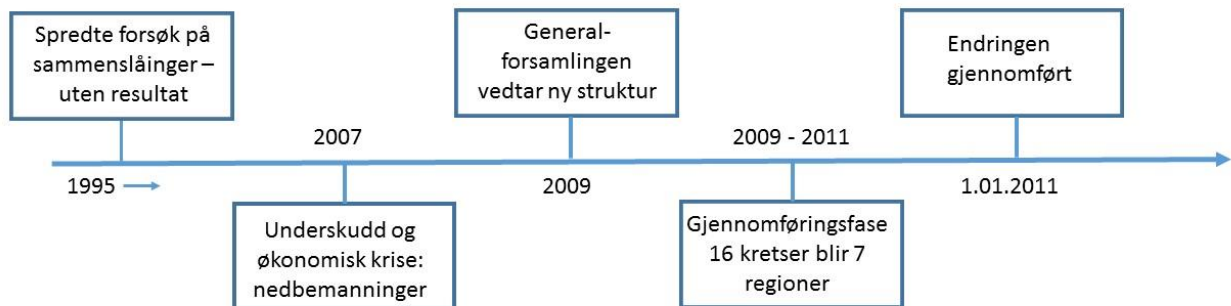 Spredte forsøk på
sammenslåinger –
uten resultat
1995
2007
Underskudd og
økonomisk krise:
nedbemanninger
General-
forsamlingen
vedtar ny struktur
2009
2009 - 2011
Gjennomføringsfase
16 kretser blir 7
regioner
Endringen
gjennomført
1.01.2011